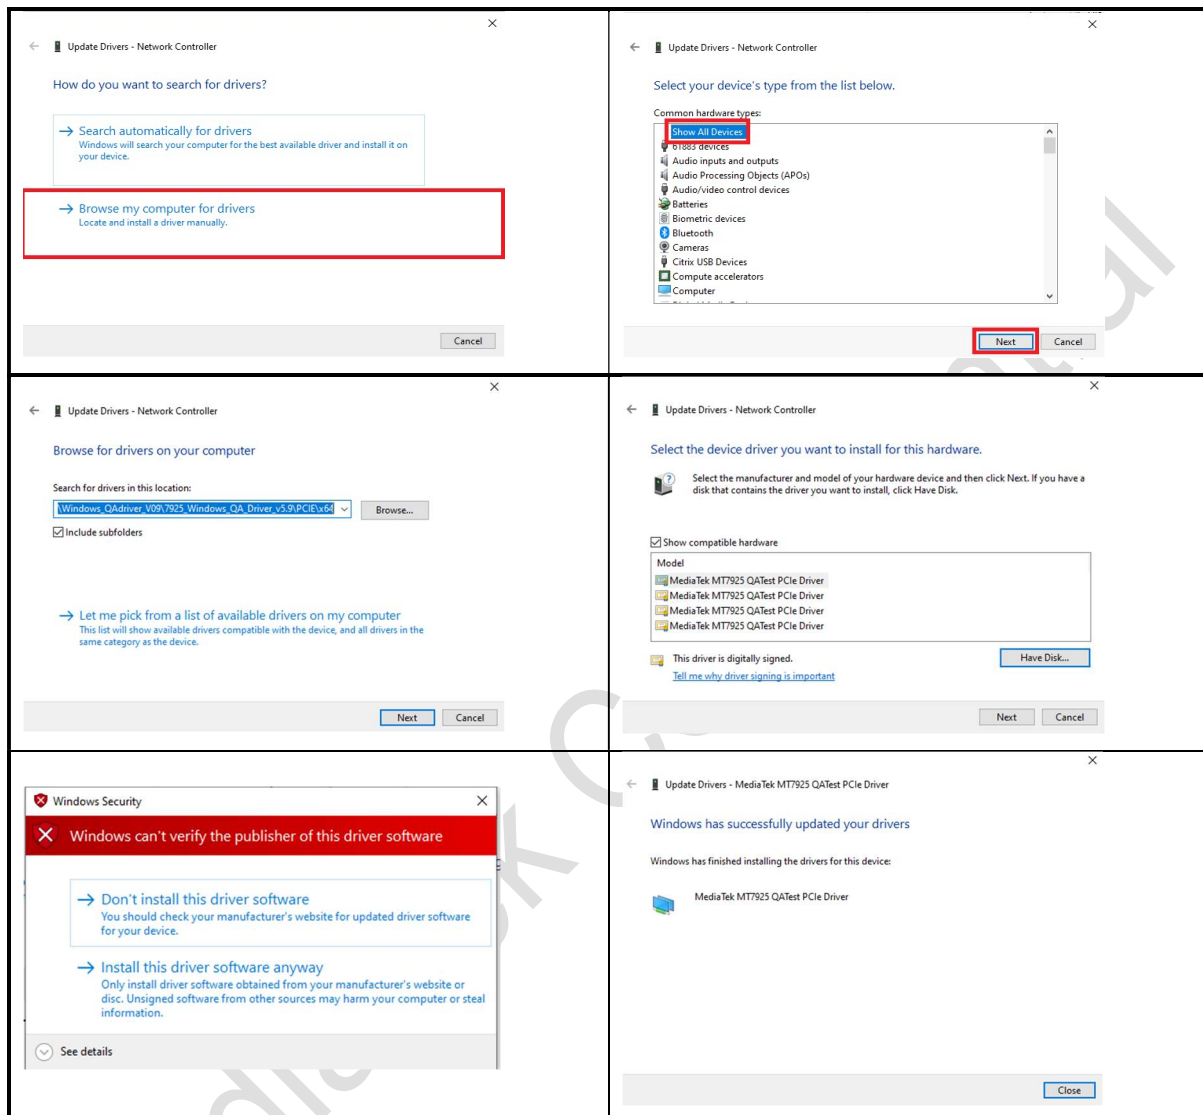 Update Drivers - Network Controller
How do you want to search for drivers?
Search automatically for drivers
Windows will search your computer for the best available driver and install it on
your device.
Browse my computer for drivers
Locate and install a driver manually.
Cancel
Update Drivers - Network Controller
Select your device's type from the list below.
Common hardware types:
Show All Devices
61883 devices
Audio inputs and outputs
Audio Processing Objects (APOs)
Audio/video control devices
Batteries
Biometric devices
Bluetooth
Cameras
Citrix USB Devices
Compute accelerators
Computer
Next
Cancel
Update Drivers - Network Controller
Browse for drivers on your computer
Search for drivers in this location:
\Windows_QAdriver_V09\7925_Windows_QA_Driver_v5.9\PCIE\x64
Browse...
Include subfolders
Let me pick from a list of available drivers on my computer
This list will show available drivers compatible with the device, and all drivers in the
same category as the device.
Next
Cancel
Update Drivers - Network Controller
Select the device driver you want to install for this hardware.
Select the manufacturer and model of your hardware device and then click Next. If you have a
disk that contains the driver you want to install, click Have Disk.
Show compatible hardware
Model
MediaTek MT7925 QATest PCIe Driver
MediaTek MT7925 QATest PCIe Driver
MediaTek MT7925 QATest PCIe Driver
MediaTek MT7925 QATest PCIe Driver
This driver is digitally signed.
Have Disk...
Tell me why driver signing is important
Next
Cancel
Windows Security
Windows can't verify the publisher of this driver software
Don't install this driver software
You should check your manufacturer's website for updated driver software
for your device.
Install this driver software anyway
Only install driver software obtained from your manufacturer's website or
disc. Unsigned software from other sources may harm your computer or steal
information.
See details
Update Drivers - MediaTek MT7925 QATest PCIe Driver
Windows has successfully updated your drivers
Windows has finished installing the drivers for this device:
MediaTek MT7925 QATest PCIe Driver
Close